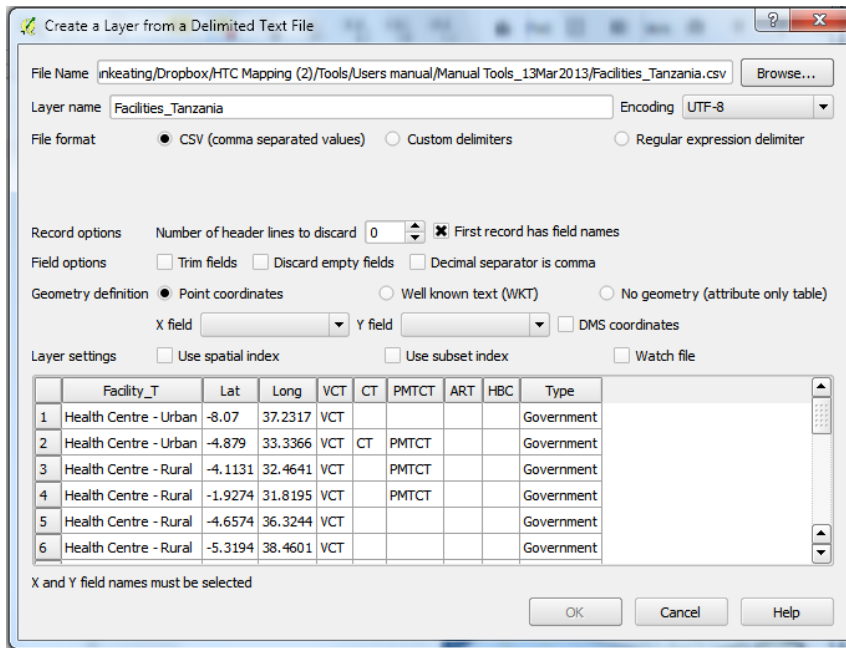 Create a Layer from a Delimited Text File
File Name nkeating/Dropbox/HTC Mapping (2)/Tools/Users manual/Manual Tools_13Mar2013/Facilities_Tanzania.csv Browse...
Layer name Facilities_Tanzania Encoding UTF-8
File format CSV (comma separated values) Custom delimiters Regular expression delimiter
Record options Number of header lines to discard 0 First record has field names
Field options Trim fields Discard empty fields Decimal separator is comma
Geometry definition Point coordinates Well known text (WKT) No geometry (attribute only table)
X field Y field DMS coordinates
Layer settings Use spatial index Use subset index Watch file
Facility_T Lat Long VCT CT PMTCT ART HBC Type
1 Health Centre - Urban -8.07 37.2317 VCT Government
2 Health Centre - Urban -4.879 33.3366 VCT CT PMTCT Government
3 Health Centre - Rural -4.1131 32.4641 VCT PMTCT Government
4 Health Centre - Rural -1.9274 31.8195 VCT PMTCT Government
5 Health Centre - Rural -4.6574 36.3244 VCT Government
6 Health Centre - Rural -5.3194 38.4601 VCT Government
X and Y field names must be selected
OK Cancel Help